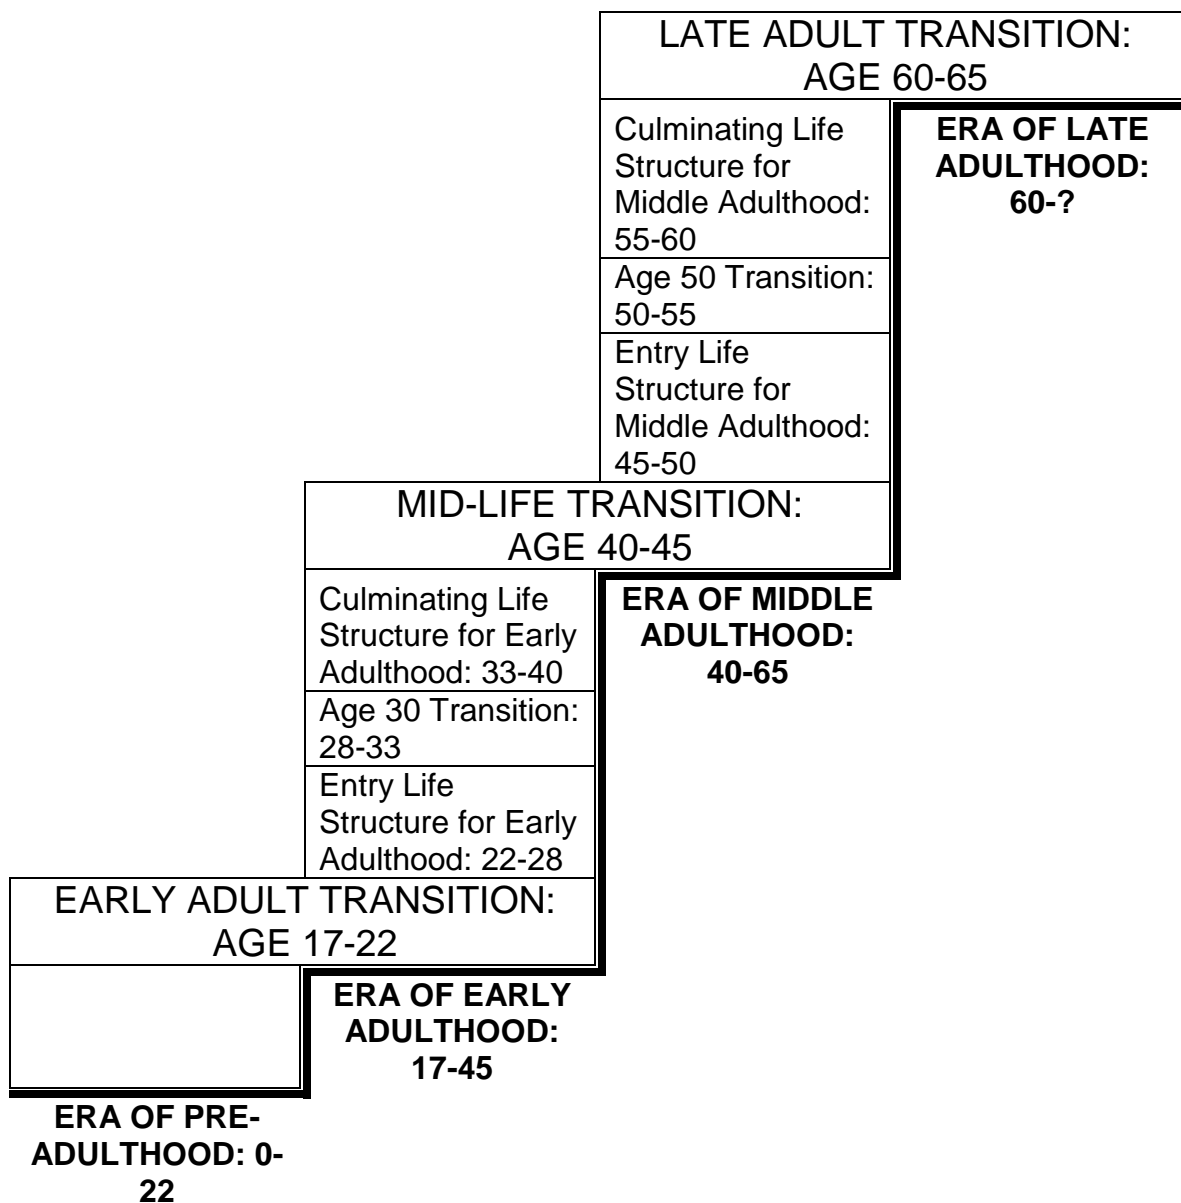 LATE ADULT TRANSITION:
AGE 60-65
Culminating Life
Structure for
Middle Adulthood:
55-60
ERA OF LATE
ADULTHOOD:
60-?
Age 50 Transition:
50-55
Entry Life
Structure for
Middle Adulthood:
45-50
MID-LIFE TRANSITION:
AGE 40-45
Culminating Life
Structure for Early
Adulthood: 33-40
ERA OF MIDDLE
ADULTHOOD:
40-65
Age 30 Transition:
28-33
Entry Life
Structure for Early
Adulthood: 22-28
EARLY ADULT TRANSITION:
AGE 17-22
ERA OF EARLY
ADULTHOOD:
17-45
ERA OF PRE-
ADULTHOOD: 0-
22